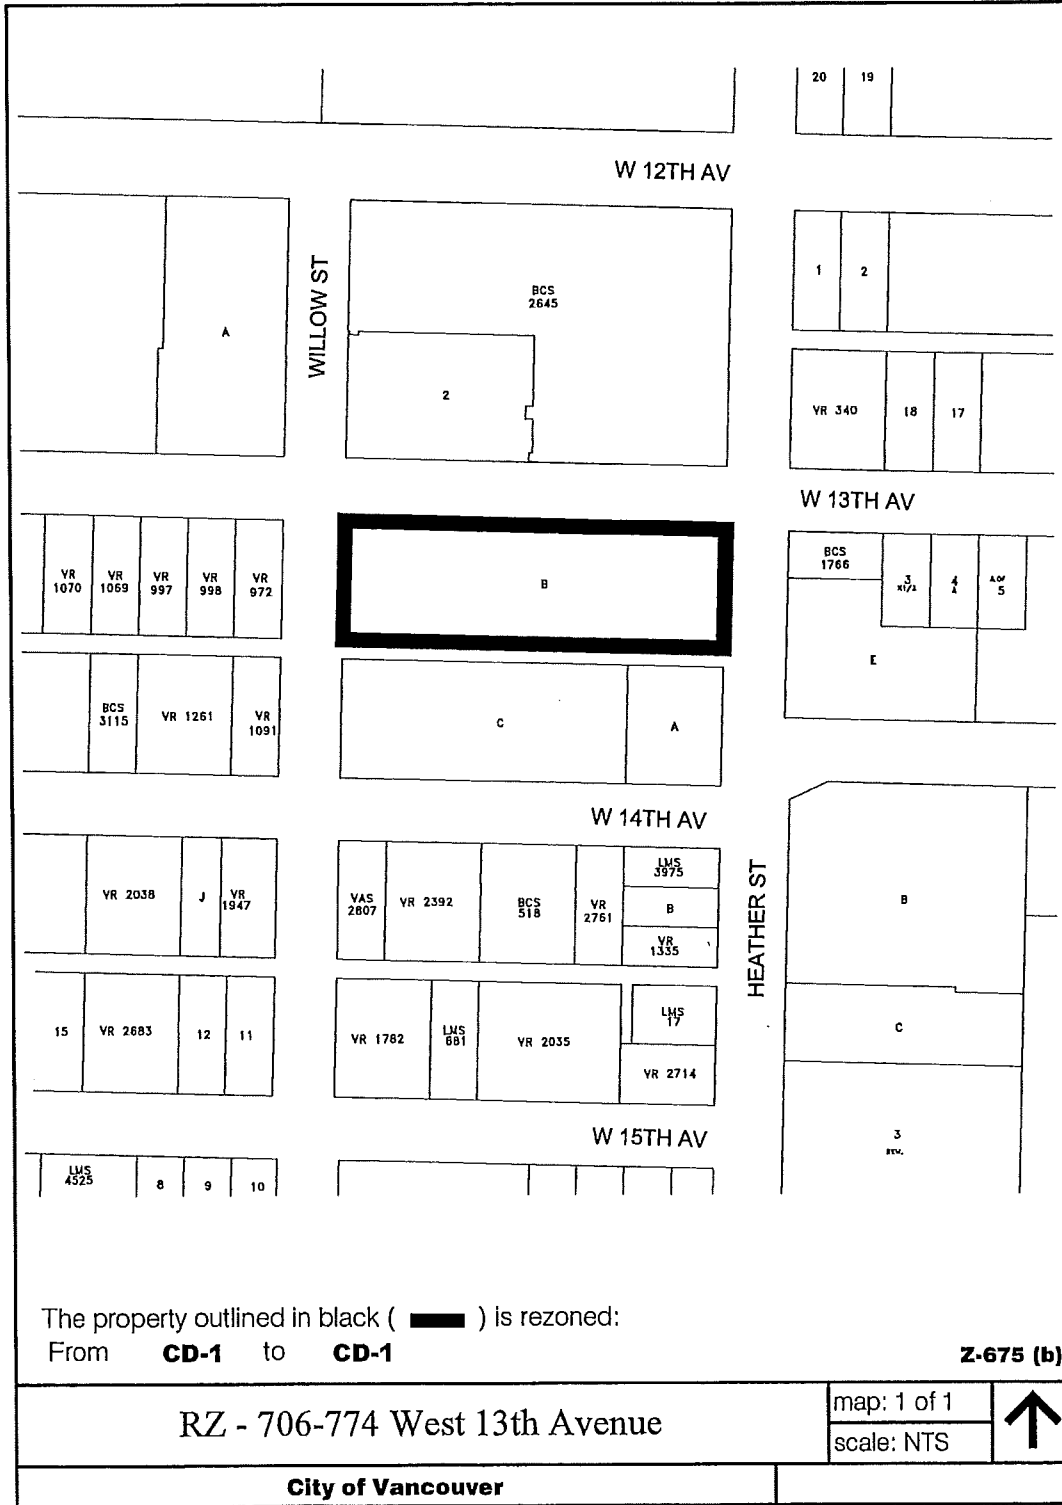 20 19
W 12TH AV
WILLOW ST
A
BCS
2645
2
1 2
VR 340 18 17
W 13TH AV
VR
1070
VR
1069
VR
997
VR
998
VR
972
B
BCS
1766
3
X1/2
4
A
A OF
5
E
BCS
3115
VR 1261
VR
1091
C
A
W 14TH AV
VR 2038
J
VR
1947
VAS
2807
VR 2392
BCS
518
VR
2761
LMS
3975
B
VR
1335
HEATHER ST
B
15
VR 2683
12
11
VR 1782
LMS
681
VR 2035
LMS
17
VR 2714
C
W 15TH AV
3
LMS
4525
8 9 10
The property outlined in black ( ) is rezoned:
From CD-1 to CD-1
Z-675 (b)
RZ - 706-774 West 13th Avenue
map: 1 of 1
scale: NTS
City of Vancouver